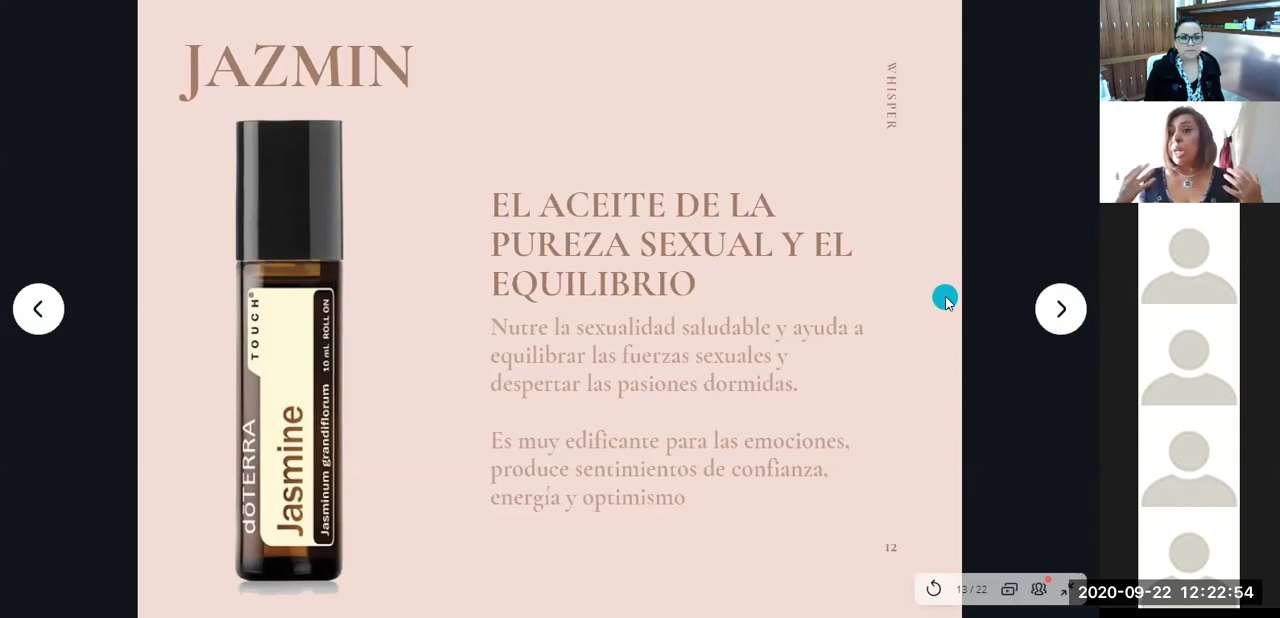 JAZMIN
WHISPER
EL ACEITE DE LA
PUREZA SEXUAL Y EL
EQUILIBRIO
Nutre la sexualidad saludable y ayuda a
equilibrar las fuerzas sexuales y
despertar las pasiones dormidas.
Es muy edificante para las emociones,
produce sentimientos de confianza,
energía y optimismo
dōTERRA
TOUCH®
Jasmine
Jasminum grandiflorum
10 mL ROLL ON
12
13 / 22
2020-09-22 12:22:54